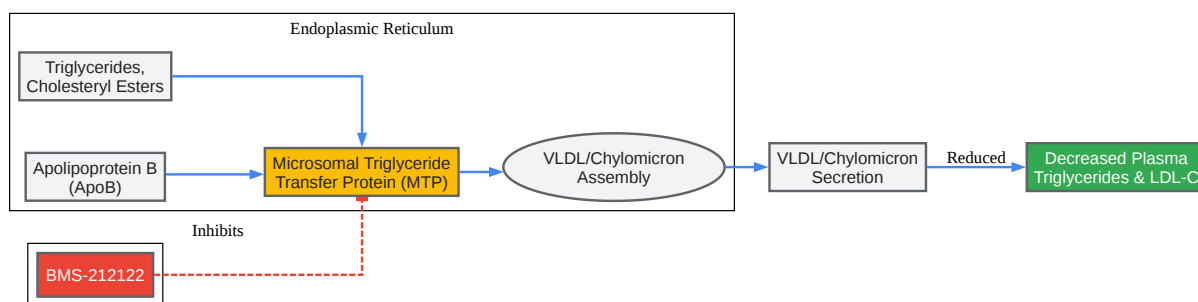 Endoplasmic Reticulum
Triglycerides,
Cholesteryl Esters
Apolipoprotein B
(ApoB)
Microsomal Triglyceride
Transfer Protein (MTP)
VLDL/Chylomicron
Assembly
VLDL/Chylomicron
Secretion
Reduced
Decreased Plasma
Triglycerides & LDL-C
Inhibits
BMS-212122